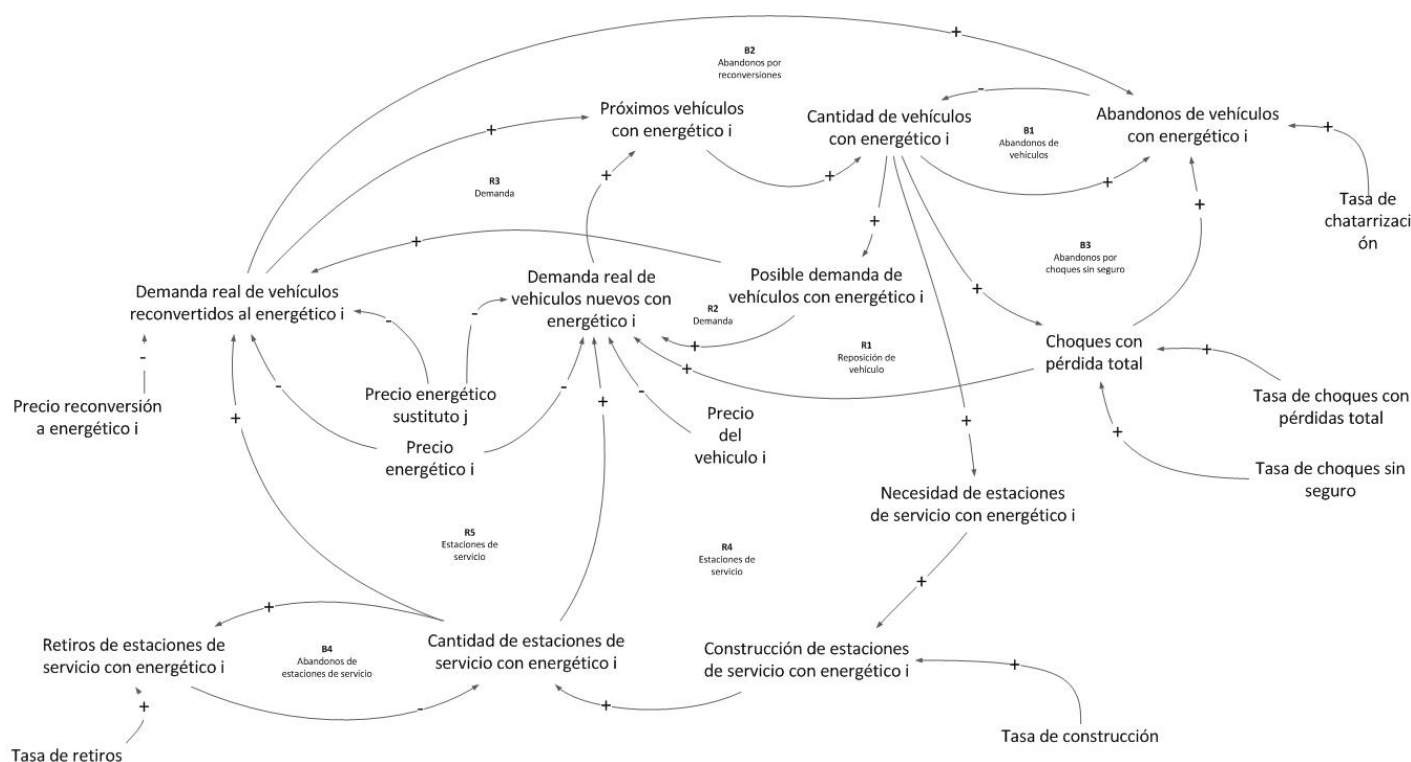 B2
Abandonos por
reconversiones
Próximos vehículos
con energético i
Cantidad de vehículos
con energético i
Abandonos de vehículos
con energético i
B1
Abandonos de
vehiculos
R3
Demanda
Tasa de
chatarrizaci
ón
B3
Abandonos por
choques sin seguro
Demanda real de vehículos
reconvertidos al energético i
Demanda real de
vehiculos nuevos con
energético i
Posible demanda de
vehículos con energético i
R2
Demanda
R1
Reposición de
vehículo
Choques con
pérdida total
Precio reconversión
a energético i
Precio energético
sustituto j
Precio
energético i
Precio
del
vehiculo i
Tasa de choques con
pérdidas total
Tasa de choques sin
seguro
Necesidad de estaciones
de servicio con energético i
R5
Estaciones de
servicio
R4
Estaciones de
servicio
Retiros de estaciones de
servicio con energético i
B4
Abandonos de
estaciones de servicio
Cantidad de estaciones de
servicio con energético i
Construcción de estaciones
de servicio con energético i
Tasa de retiros
Tasa de construcción